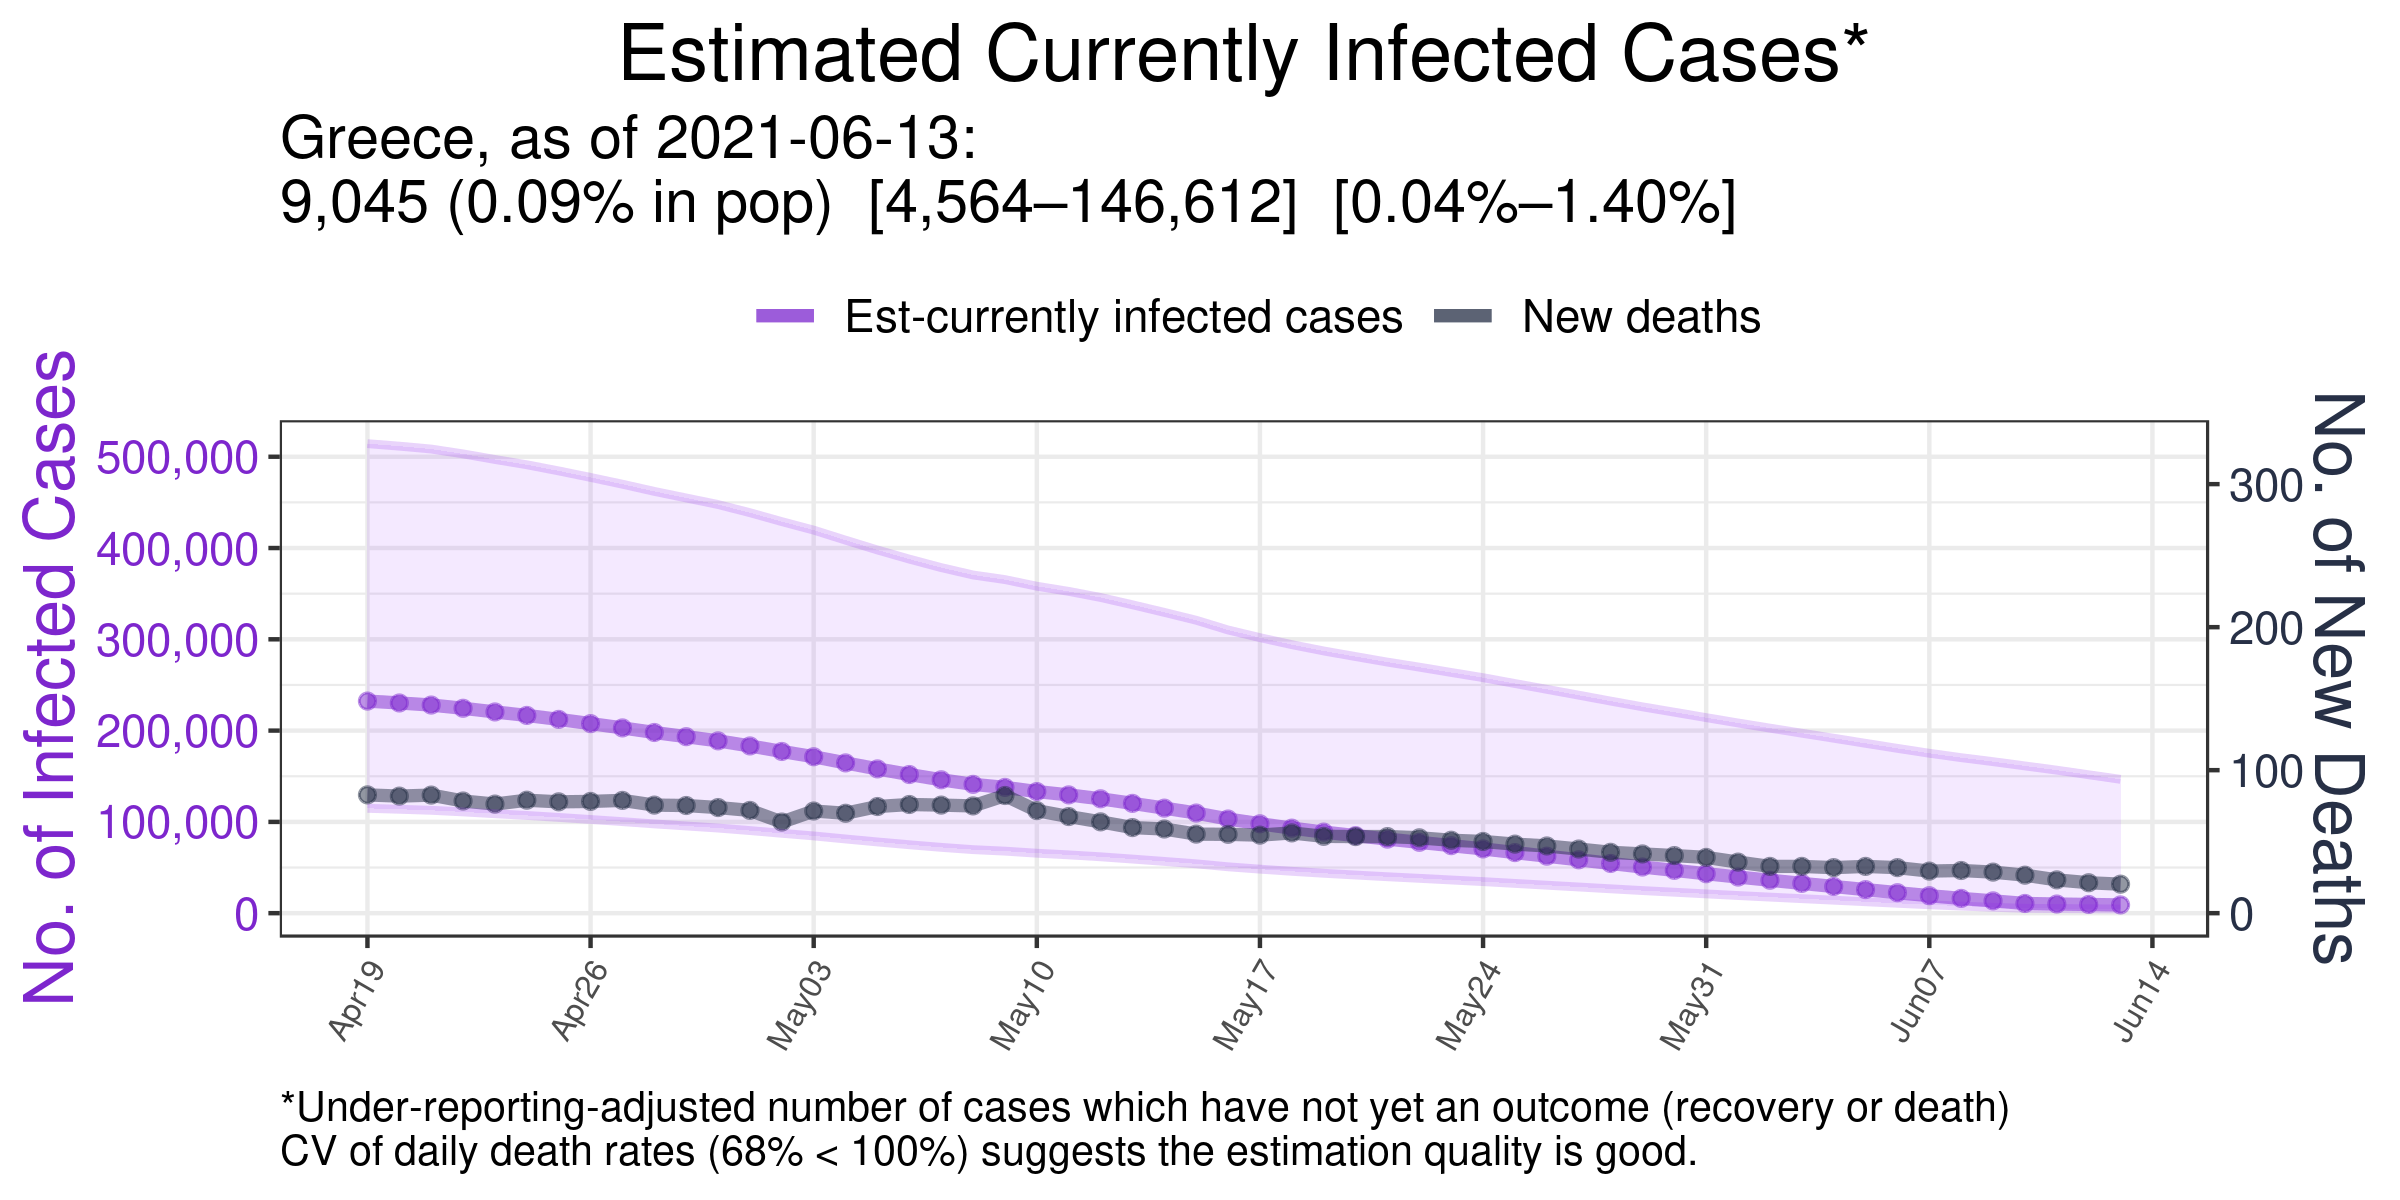 Estimated Currently Infected Cases*
Greece, as of 2021-06-13:
9,045 (0.09% in pop)  [4,564–146,612]  [0.04%–1.40%]
Est-currently infected cases
New deaths
No. of Infected Cases
500,000
400,000
300,000
200,000
100,000
0
300
200
100
0
No. of New Deaths
Apr19
Apr26
May03
May10
May17
May24
May31
Jun07
Jun14
*Under-reporting-adjusted number of cases which have not yet an outcome (recovery or death)
CV of daily death rates (68% < 100%) suggests the estimation quality is good.